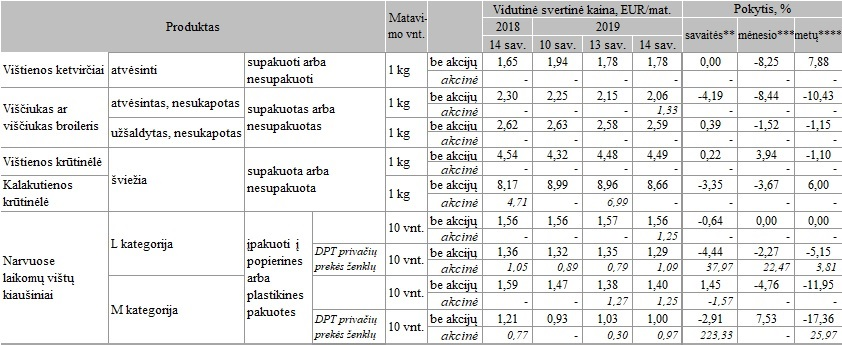 Produktas Matavi-mo vnt. Vidutinė svertinė kaina, EUR/mat. Pokytis, %
2018 2019 savaitės** mėnesio*** metų****
14 sav. 10 sav. 13 sav. 14 sav.
Vištienos ketvirčiai atvėsinti supakuoti arba nesupakuoti 1 kg be akcijų 1,65 1,94 1,78 1,78 0,00 -8,25 7,88
akcinė - - - - - - -
Viščiukas ar viščiukas broileris atvėsintas, nesukapotas supakuotas arba nesupakuotas 1 kg be akcijų 2,30 2,25 2,15 2,06 -4,19 -8,44 -10,43
akcinė - - - 1,33 - - -
užšaldytas, nesukapotas 1 kg be akcijų 2,62 2,63 2,58 2,59 0,39 -1,52 -1,15
akcinė - - - - - - -
Vištienos krūtinėlė šviežia supakuota arba nesupakuota 1 kg be akcijų 4,54 4,32 4,48 4,49 0,22 3,94 -1,10
akcinė - - - - - - -
Kalakutienos krūtinėlė 1 kg be akcijų 8,17 8,99 8,96 8,66 -3,35 -3,67 6,00
akcinė 4,71 - 6,99 - - - -
Narvuose laikomų vištų kiaušiniai L kategorija įpakuoti į popierines arba plastikines pakuotes 10 vnt. be akcijų 1,56 1,56 1,57 1,56 -0,64 0,00 0,00
akcinė - - - 1,25 - - -
DPT privačių prekės ženklų 10 vnt. be akcijų 1,36 1,32 1,35 1,29 -4,44 -2,27 -5,15
akcinė 1,05 0,89 0,79 1,09 37,97 22,47 3,81
M kategorija 10 vnt. be akcijų 1,59 1,47 1,38 1,40 1,45 -4,76 -11,95
akcinė - - 1,27 1,25 -1,57 - -
DPT privačių prekės ženklų 10 vnt. be akcijų 1,21 0,93 1,03 1,00 -2,91 7,53 -17,36
akcinė 0,77 - 0,30 0,97 223,33 - 25,97